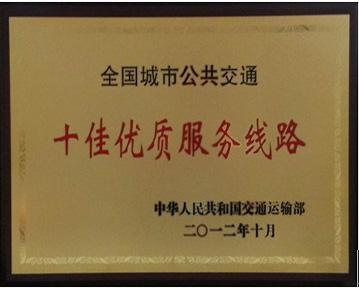 全国城市公共交通
十佳优质服务线路
中华人民共和国交通运输部
二〇一二年十月